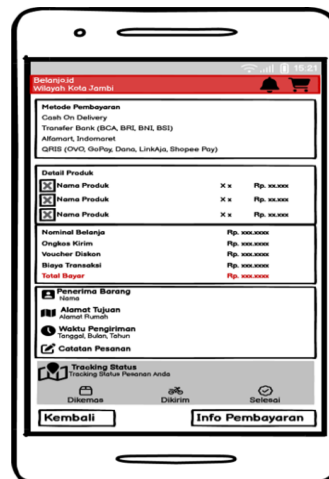 15:21
Belanja.id
Wilayah Kota Jambi
Metode Pembayaran
Cash On Delivery
Transfer Bank (BCA, BRI, BNI, BSI)
Alfamart, Indomaret
QRIS (OVO, GoPay, Dana, LinkAja, Shopee Pay)
Detail Produk
Nama Produk X x Rp. xx.xxx
Nama Produk X x Rp. xx.xxx
Nama Produk X x Rp. xx.xxx
Nominal Belanja Rp. xxx.xxxx
Ongkos Kirim Rp. xxx.xxxx
Voucher Diskon Rp. xxx.xxxx
Biaya Transaksi Rp. xxx.xxxx
Total Bayar Rp. xxx.xxxx
Penerima Barang
Nama
Alamat Tujuan
Alamat Rumah
Waktu Pengiriman
Tanggal, Bulan, Tahun
Catatan Pesanan
Tracking Status
Tracking Status Pesanan Anda
Dikemas Dikirim Selesai
Kembali Info Pembayaran